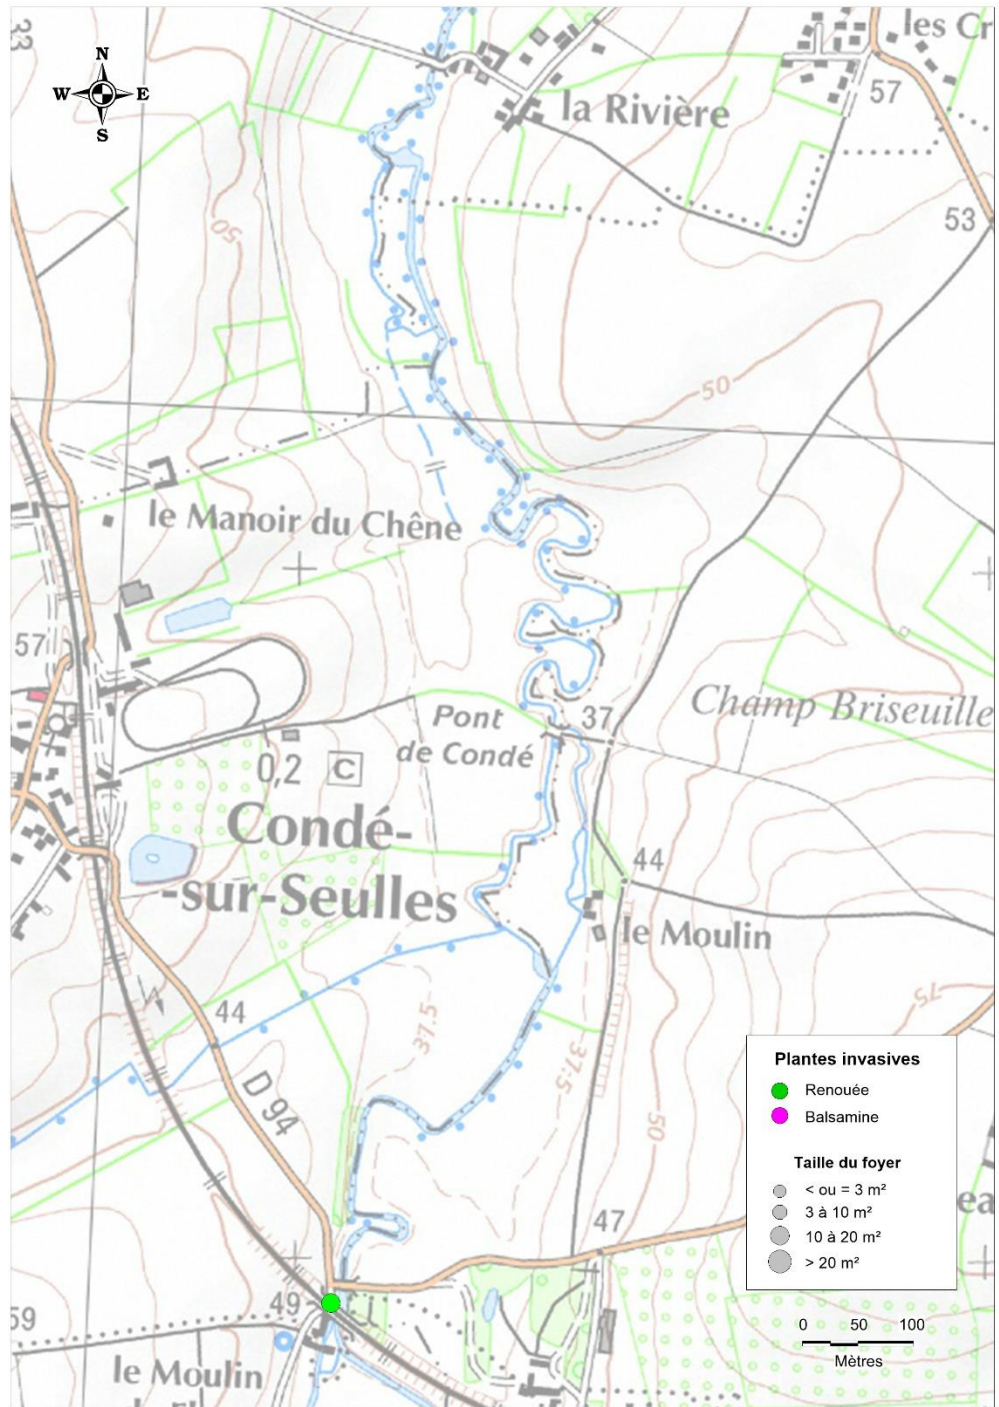 les Cr
N
W E
S
57
la Rivière
53
50
50
le Manoir du Chêne
57
Champ Briseuille
Pont
de Condé
37
0,2 C
Condé-
-sur-Seulles
44
le Moulin
75
44
37.5
37.5
D 94
50
47
49
59
le Moulin
ea
Plantes invasives
Renouée
Balsamine
Taille du foyer
< ou = 3 m²
3 à 10 m²
10 à 20 m²
> 20 m²
0 50 100
Mètres